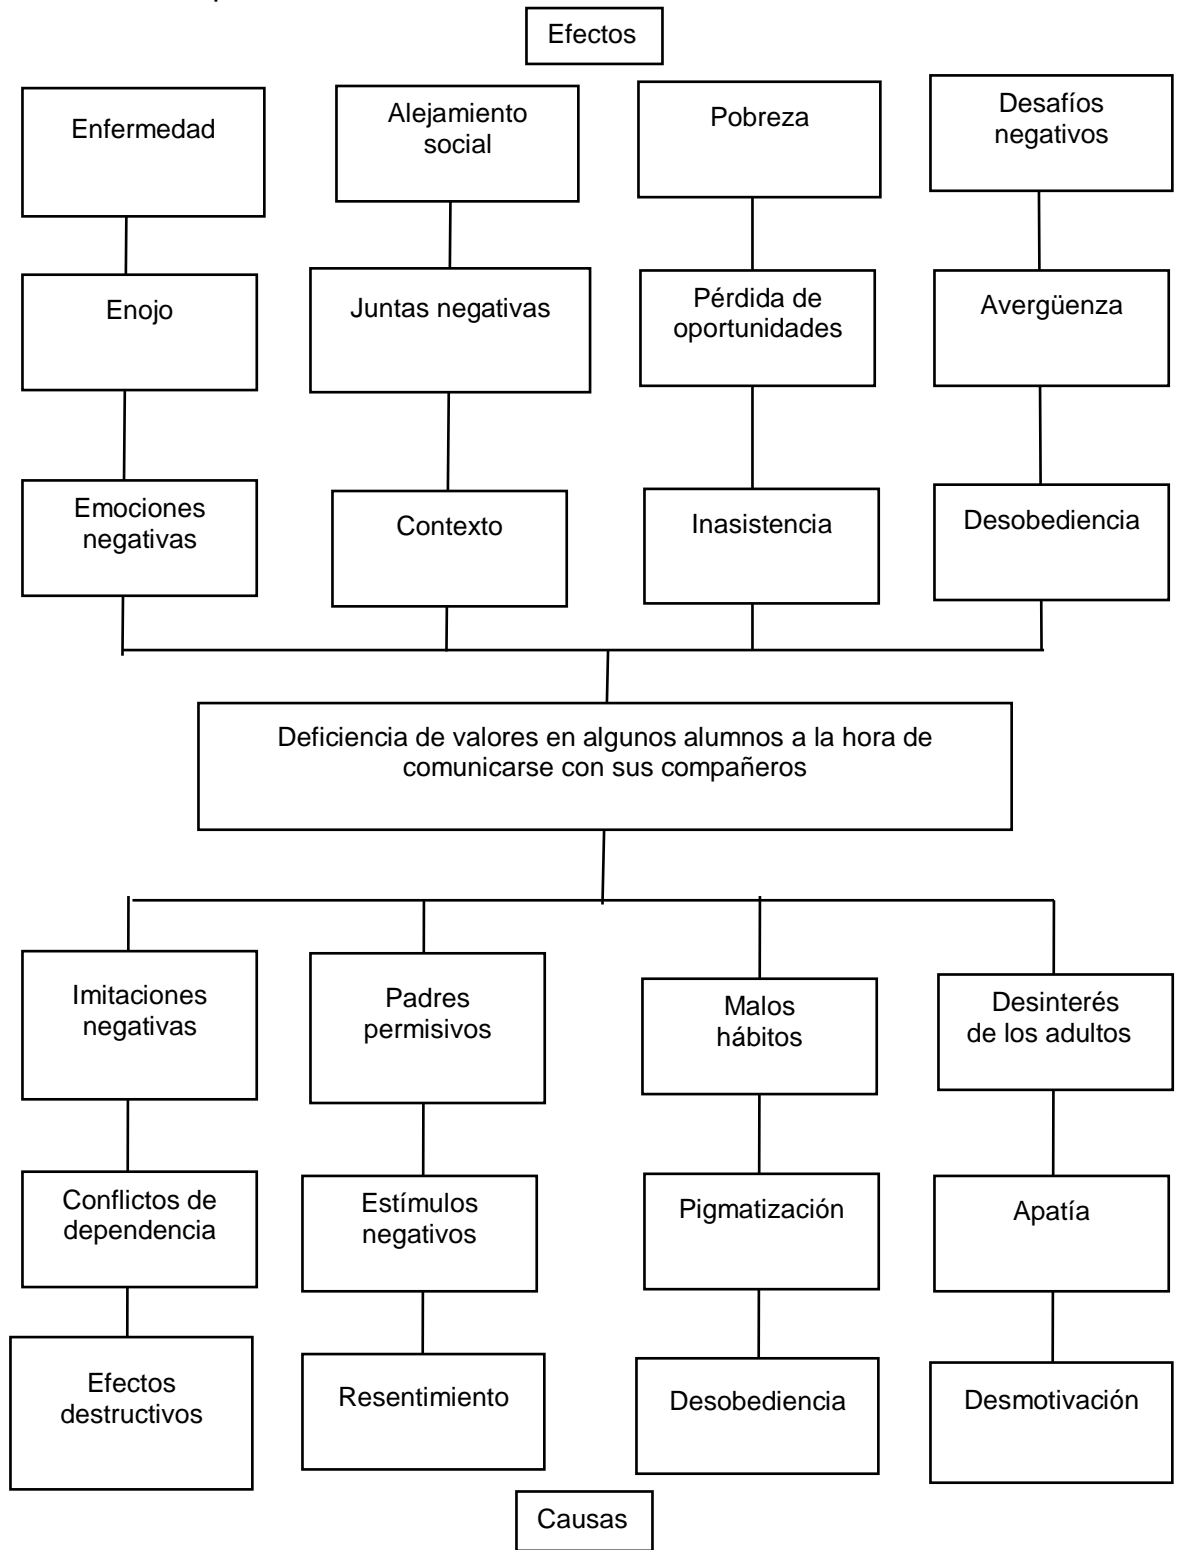 Efectos
Enfermedad
Alejamiento
social
Pobreza
Desafíos
negativos
Enojo
Juntas negativas
Pérdida de
oportunidades
Avergüenza
Emociones
negativas
Contexto
Inasistencia
Desobediencia
Deficiencia de valores en algunos alumnos a la hora de
comunicarse con sus compañeros
Imitaciones
negativas
Padres
permisivos
Malos
hábitos
Desinterés
de los adultos
Conflictos de
dependencia
Estímulos
negativos
Pigmatización
Apatía
Efectos
destructivos
Resentimiento
Desobediencia
Desmotivación
Causas